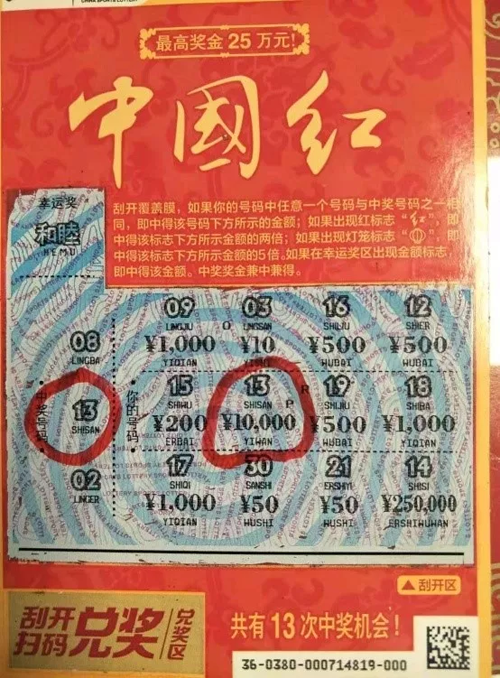 CHINA SPORTS LOTTERY
最高奖金25万元!
中國红
刮开覆盖膜,如果你的号码中任意一个号码与中奖号码之一相
同,即中得该号码下方所示的金额;如果出现红标志“红”,即
中得该标志下方所示金额的两倍;如果出现灯笼标志“ ”,即
中得该标志下方所示金额的5倍。如果在幸运奖区出现金额标志,
即中得该金额。中奖奖金兼中兼得。
幸运奖
和睦
HEMU
中奖号码
08
LINGBA
13
SHISAN
02
LINGER
你的号码
09 03 16 12
LINGJIU LINGSAN SHILIU SHIER
¥1,000 ¥10 ¥500 ¥500
YIQIAN YISHI WUBAI WUBAI
15 13 19 18
SHIWU SHISAN SHIJIU SHIBA
¥200 ¥10,000 ¥500 ¥1,000
ERBAI YIWAN WUBAI YIQIAN
17 30 21 14
SHIQI SANSHI ERSHIYI SHISI
¥1,000 ¥50 ¥50 ¥250,000
YIQIAN WUSHI WUSHI ERSHIWUWAN
O
R
P
▲刮开区
刮开
扫码
兑奖
兑奖区
共有13次中奖机会!
36-0380-000714819-000